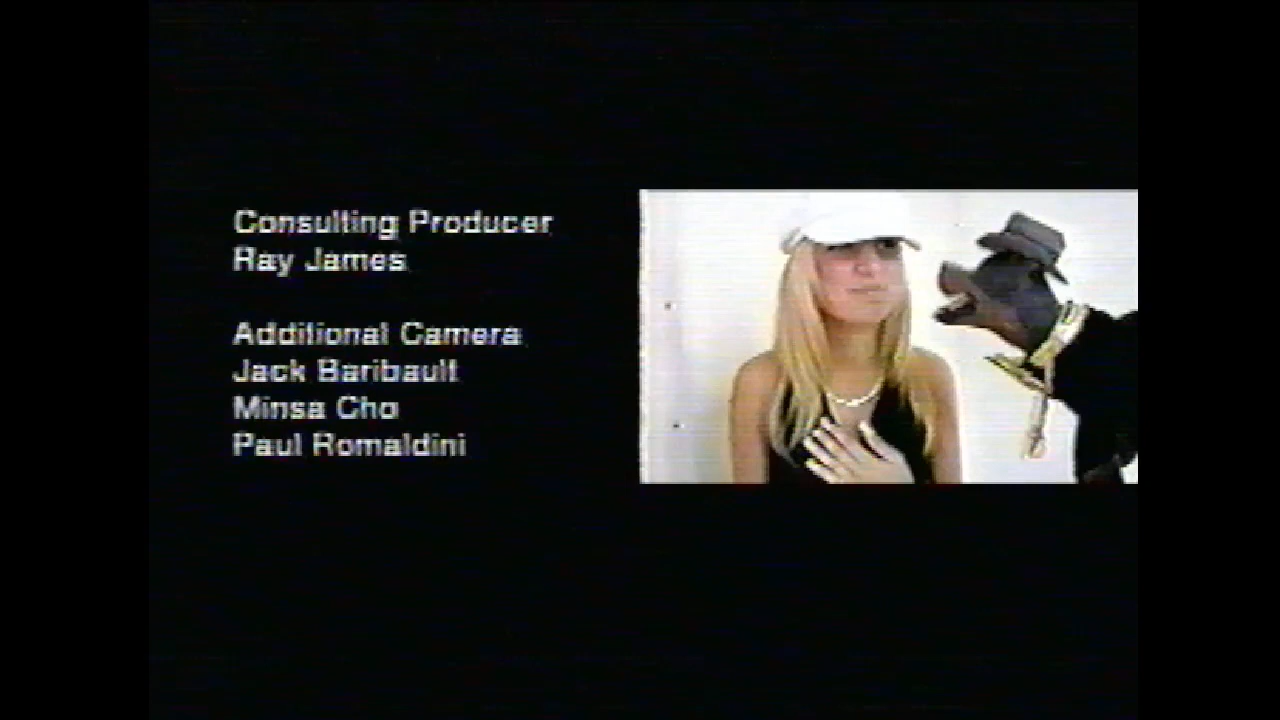 Consulting Producer
Ray James
Additional Camera
Jack Baribault
Minsa Cho
Paul Romaldini